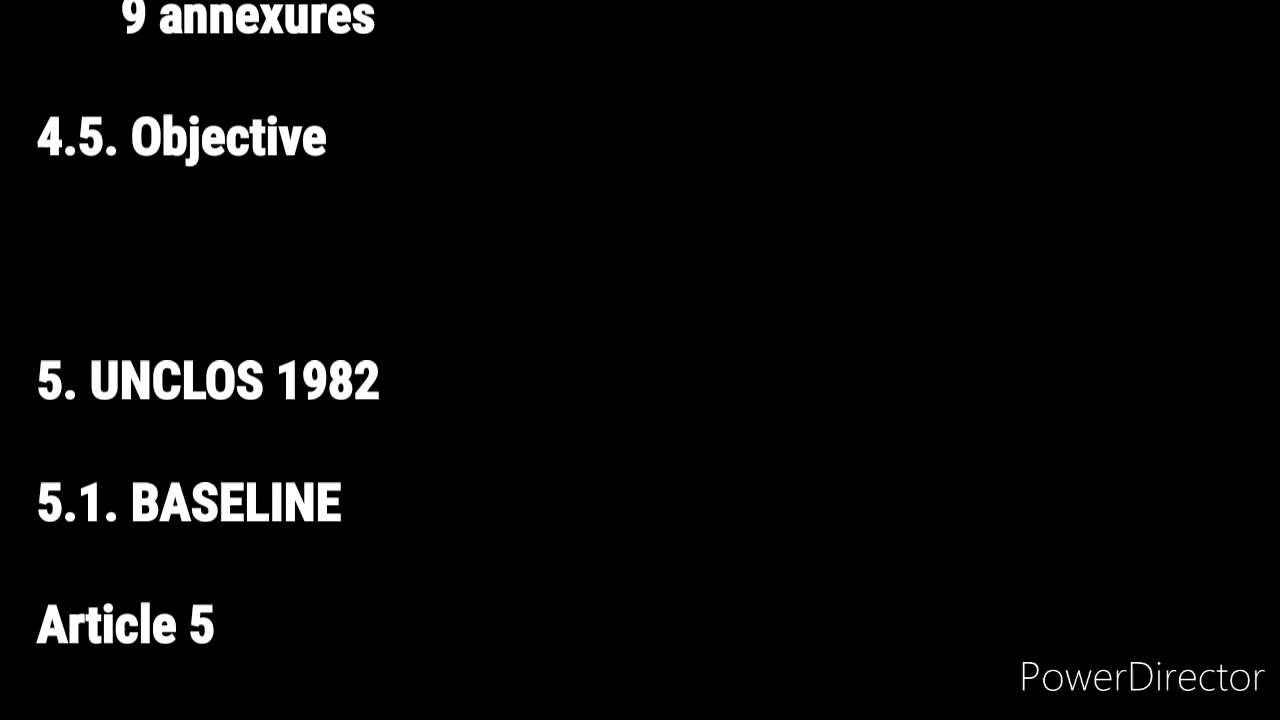 9 annexures
4.5. Objective
5. UNCLOS 1982
5.1. BASELINE
Article 5
PowerDirector